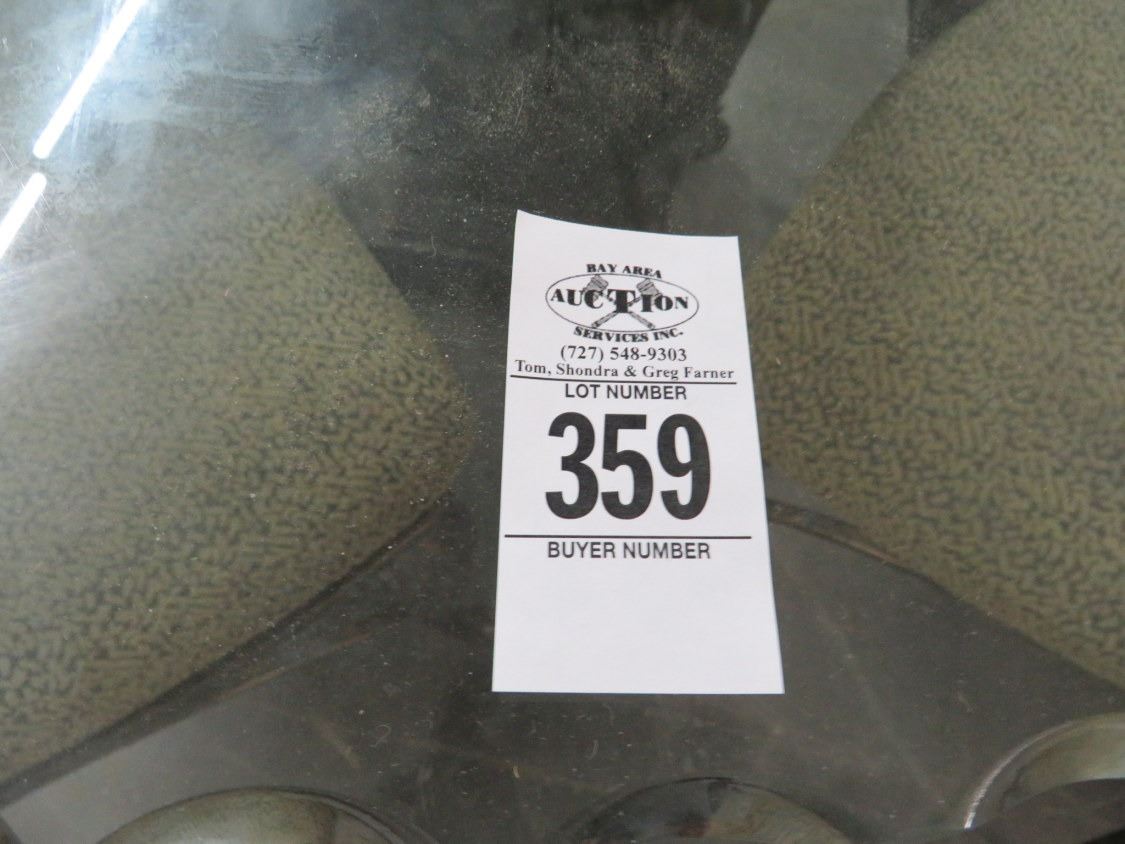 BAY AREA
AUCTION
SERVICES INC.
(727) 548-9303
Tom, Shondra & Greg Farner
LOT NUMBER
359
BUYER NUMBER